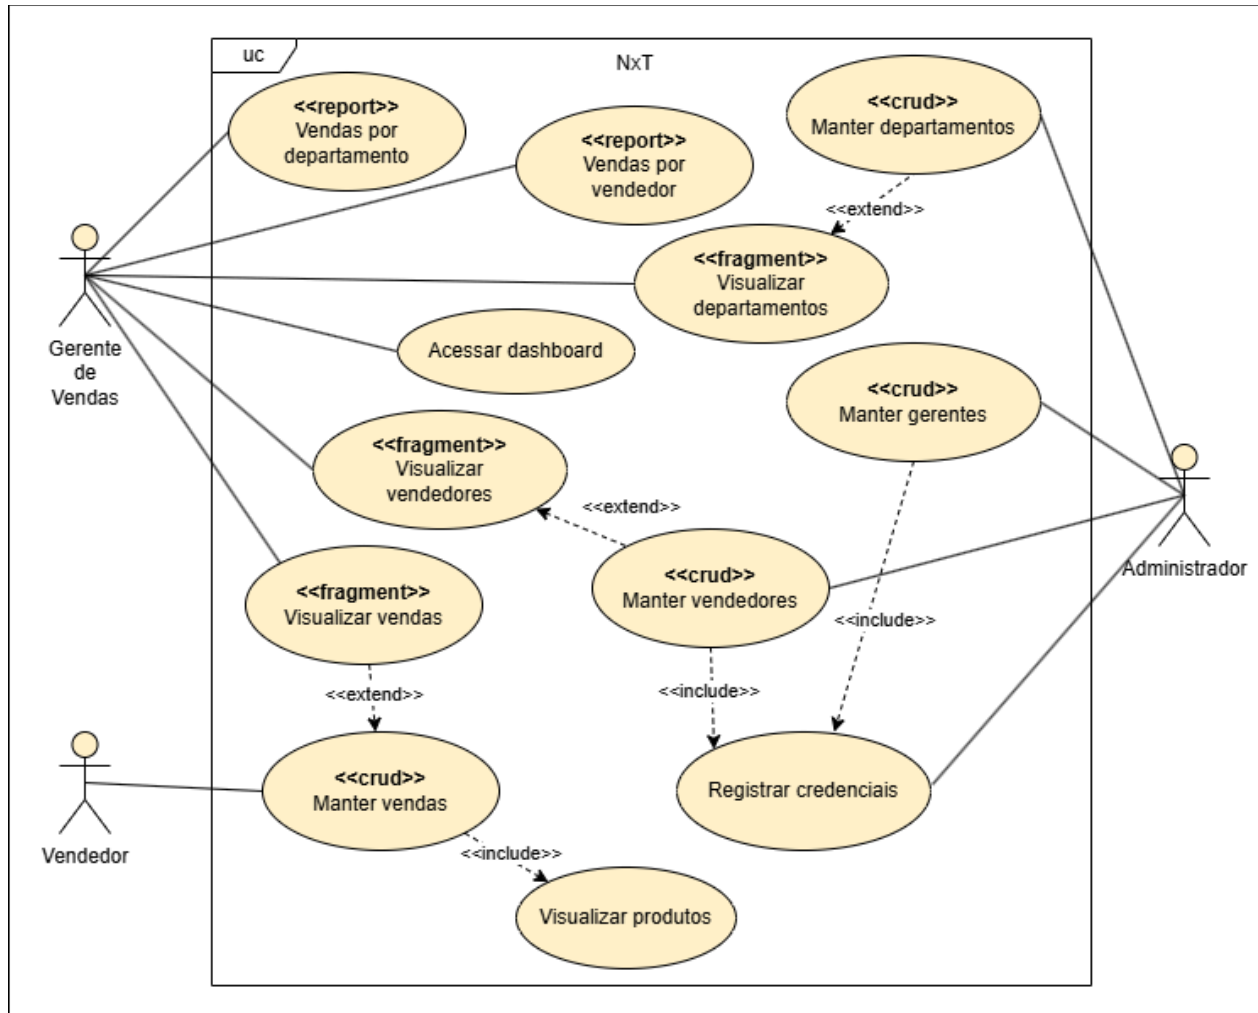 uc
NxT
<<report>>
Vendas por
departamento
<<report>>
Vendas por
vendedor
<<crud>>
Manter departamentos
<<extend>>
<<fragment>>
Visualizar
departamentos
Gerente
de
Vendas
Acessar dashboard
<<crud>>
Manter gerentes
<<fragment>>
Visualizar
vendedores
<<extend>>
<<crud>>
Manter vendedores
Administrador
<<fragment>>
Visualizar vendas
<<include>>
<<extend>>
<<include>>
<<crud>>
Manter vendas
Registrar credenciais
Vendedor
<<include>>
Visualizar produtos